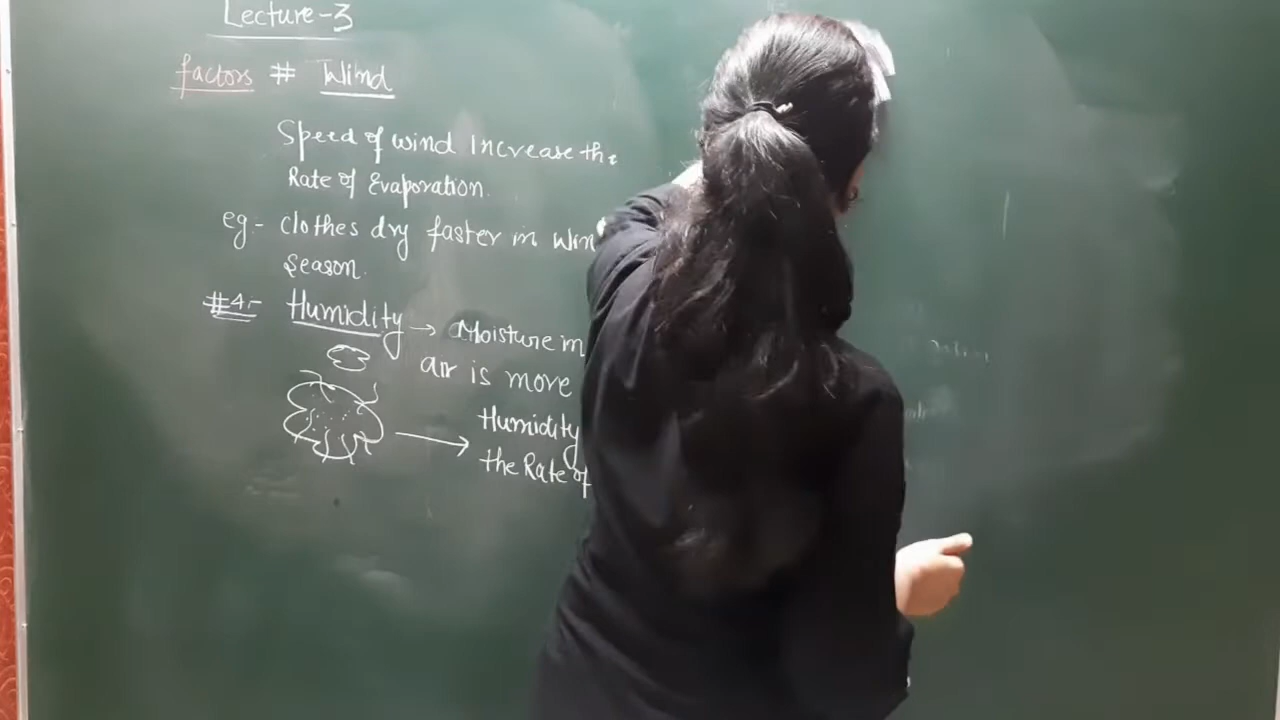 Lecture-3
factors # Wind
Speed of wind Increase the
Rate of Evaporation.
eg- Clothes dry faster in Win
Season.
#4- Humidity → Moisture in
air is more
Humidity
the Rate of